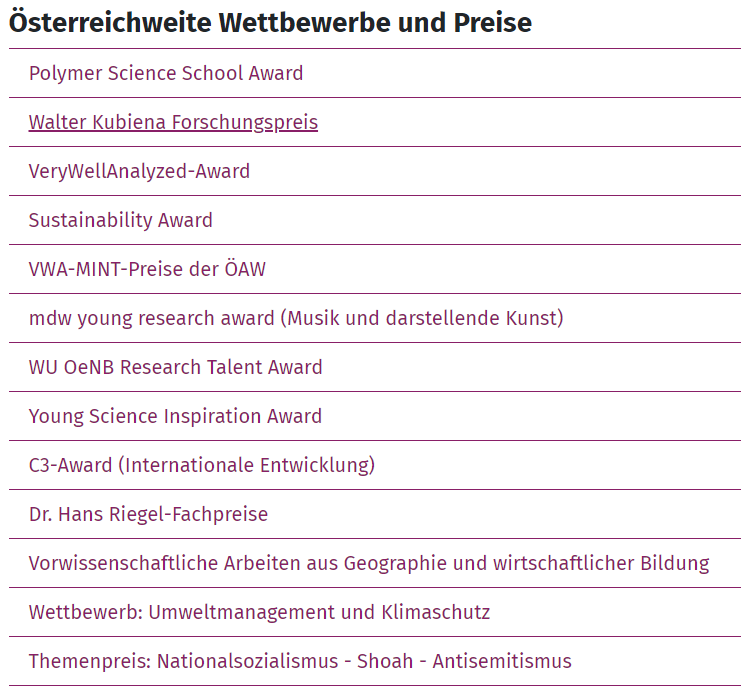 Österreichweite Wettbewerbe und Preise
Polymer Science School Award
Walter Kubiena Forschungspreis
VeryWellAnalyzed-Award
Sustainability Award
VWA-MINT-Preise der ÖAW
mdw young research award (Musik und darstellende Kunst)
WU OeNB Research Talent Award
Young Science Inspiration Award
C3-Award (Internationale Entwicklung)
Dr. Hans Riegel-Fachpreise
Vorwissenschaftliche Arbeiten aus Geographie und wirtschaftlicher Bildung
Wettbewerb: Umweltmanagement und Klimaschutz
Themenpreis: Nationalsozialismus - Shoah - Antisemitismus